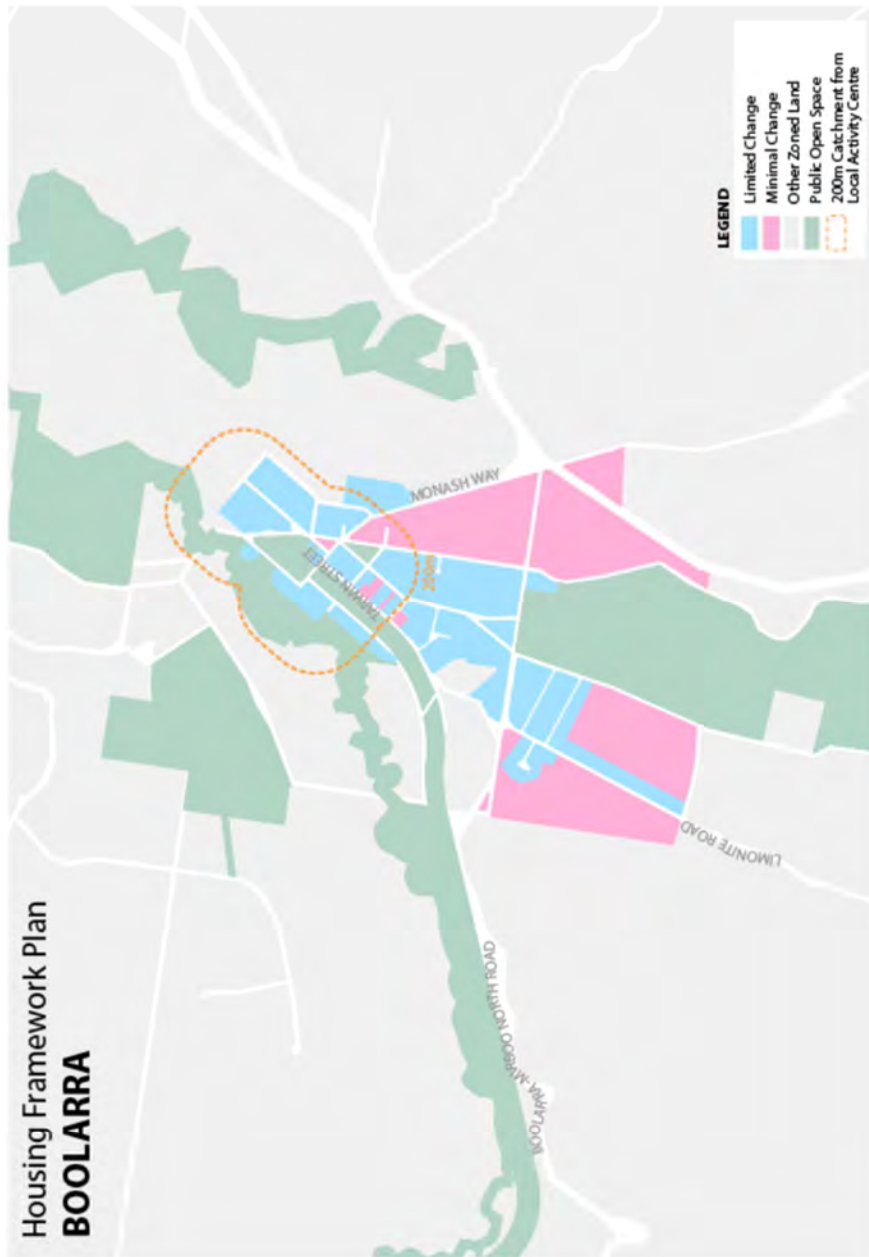 Housing Framework Plan
BOOLARRA
LEGEND
Limited Change
Minimal Change
Other Zoned Land
Public Open Space
200m Catchment from
Local Activity Centre
MONASH WAY
TARWIN STREET
200m
LIMONITE ROAD
BOOLARRA-MIRBOO NORTH ROAD